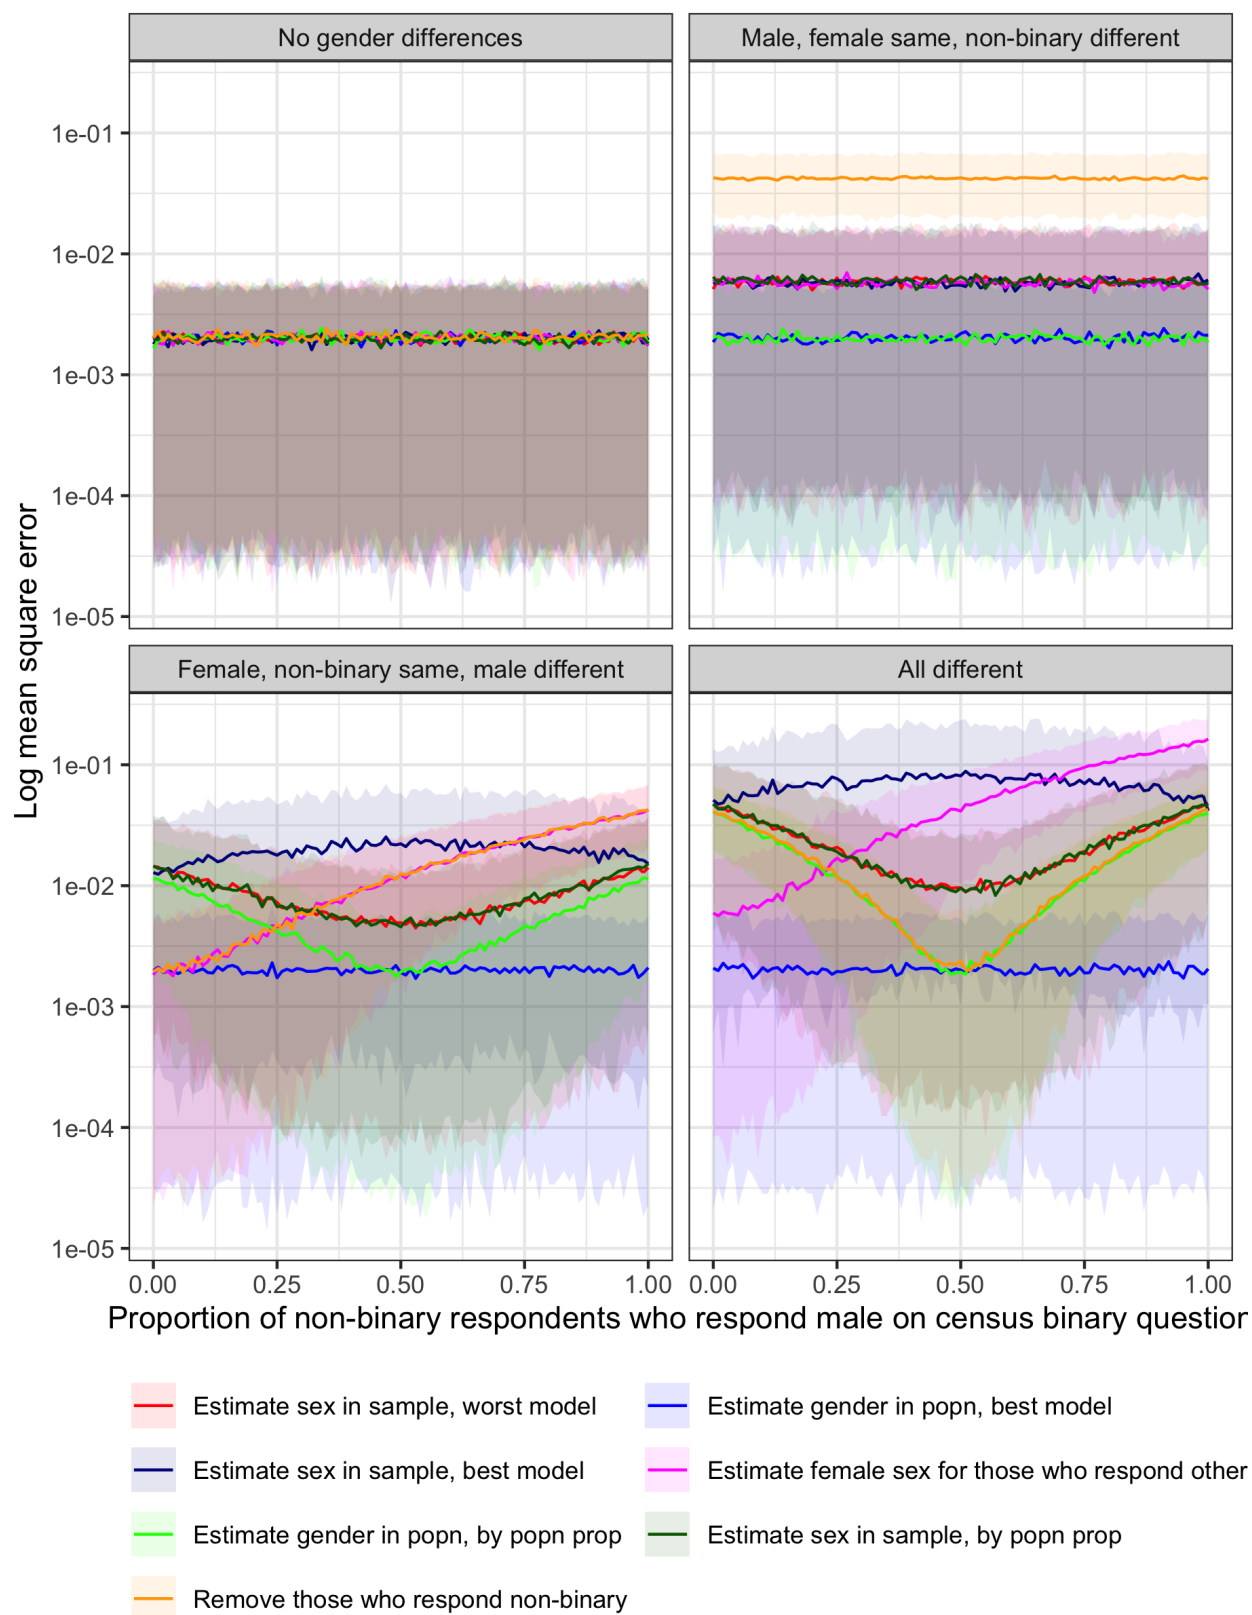 No gender differences
Male, female same, non-binary different
1e-01
1e-02
1e-03
1e-04
1e-05
Log mean square error
Female, non-binary same, male different
All different
1e-01
1e-02
1e-03
1e-04
1e-05
0.00 0.25 0.50 0.75 1.00
0.00 0.25 0.50 0.75 1.00
Proportion of non-binary respondents who respond male on census binary question
Estimate sex in sample, worst model
Estimate gender in popn, best model
Estimate sex in sample, best model
Estimate female sex for those who respond other
Estimate gender in popn, by popn prop
Estimate sex in sample, by popn prop
Remove those who respond non-binary